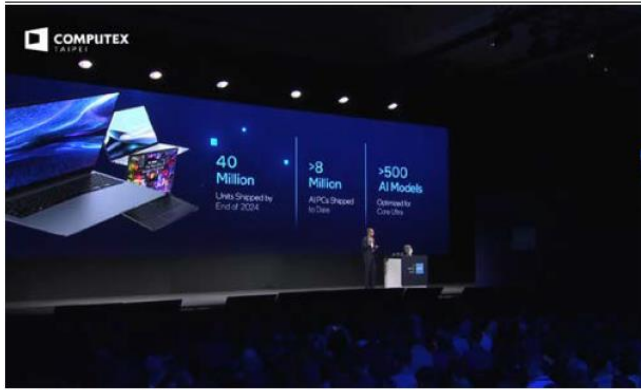 COMPUTEX
TAIPEI
40
Million
Units Shipped by
End of 2024
>8
Million
AI PCs Shipped
to Date
>500
AI Models
Optimized for
Core Ultra